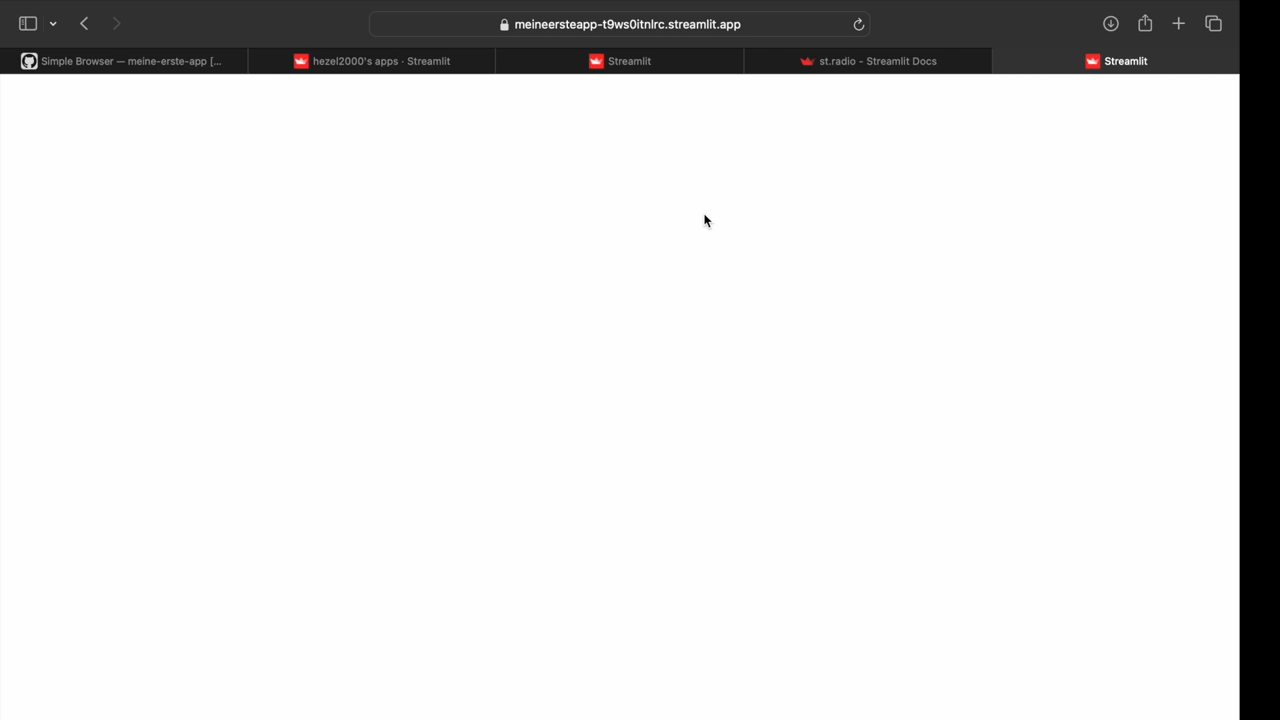 meineersteapp-t9ws0itnlrc.streamlit.app
Simple Browser — meine-erste-app [...
hezel2000's apps · Streamlit
Streamlit
st.radio - Streamlit Docs
Streamlit